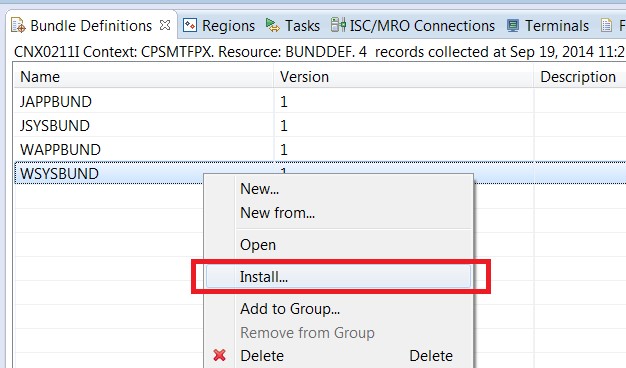 Bundle Definitions Regions Tasks ISC/MRO Connections Terminals F
CNX0211I Context: CPSMTFPX. Resource: BUNDDEF. 4 records collected at Sep 19, 2014 11:2
Name Version Description
JAPPBUND 1
JSYSBUND 1
WAPPBUND 1
WSYSBUND 1
New...
New from...
Open
Install...
Add to Group...
Remove from Group
Delete Delete